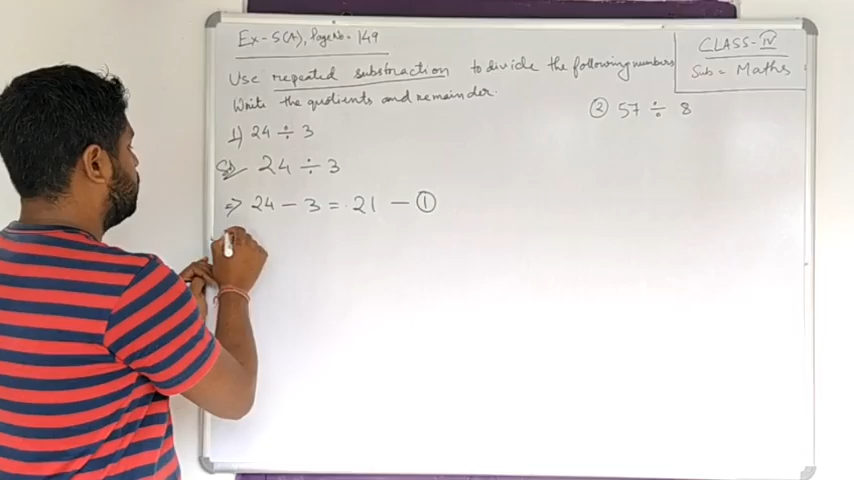 Ex-5(A), Page No. 149
CLASS-IV
Sub = Maths
Use repeated substraction to divide the following numbers
Write the quotients and remainder.
1) 24 ÷ 3
② 57 ÷ 8
Sol 24 ÷ 3
=> 24 - 3 = 21 - ①